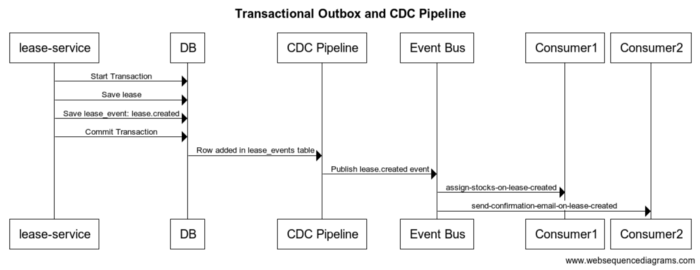 Transactional Outbox and CDC Pipeline
lease-service DB CDC Pipeline Event Bus Consumer1 Consumer2
Start Transaction
Save lease
Save lease_event: lease.created
Commit Transaction
Row added in lease_events table
Publish lease.created event
assign-stocks-on-lease-created
send-confirmation-email-on-lease-created
lease-service DB CDC Pipeline Event Bus Consumer1 Consumer2
www.websequencediagrams.com